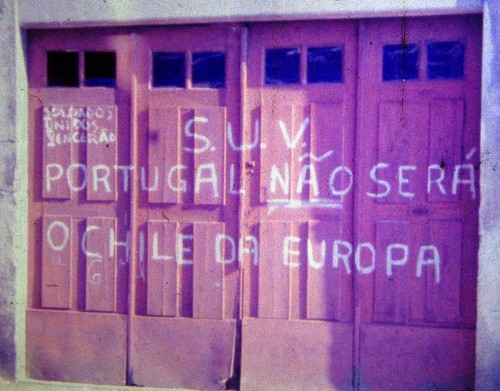 SOLDADOS
UNIDOS
VENCERÃO
S.U.V.
PORTUGAL NÃO SERÁ
O CHILE DA EUROPA